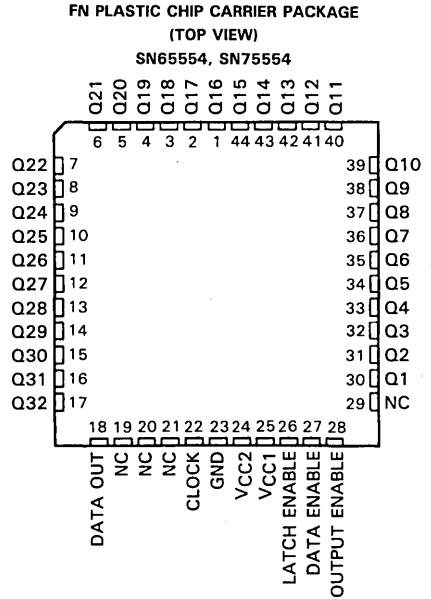 FN PLASTIC CHIP CARRIER PACKAGE
(TOP VIEW)
SN65554, SN75554
Q21 Q20 Q19 Q18 Q17 Q16 Q15 Q14 Q13 Q12 Q11
6 5 4 3 2 1 44 43 42 41 40
Q22 7 39 Q10
Q23 8 38 Q9
Q24 9 37 Q8
Q25 10 36 Q7
Q26 11 35 Q6
Q27 12 34 Q5
Q28 13 33 Q4
Q29 14 32 Q3
Q30 15 31 Q2
Q31 16 30 Q1
Q32 17 29 NC
18 19 20 21 22 23 24 25 26 27 28
DATA OUT
NC
NC
NC
CLOCK
GND
VCC2
VCC1
LATCH ENABLE
DATA ENABLE
OUTPUT ENABLE